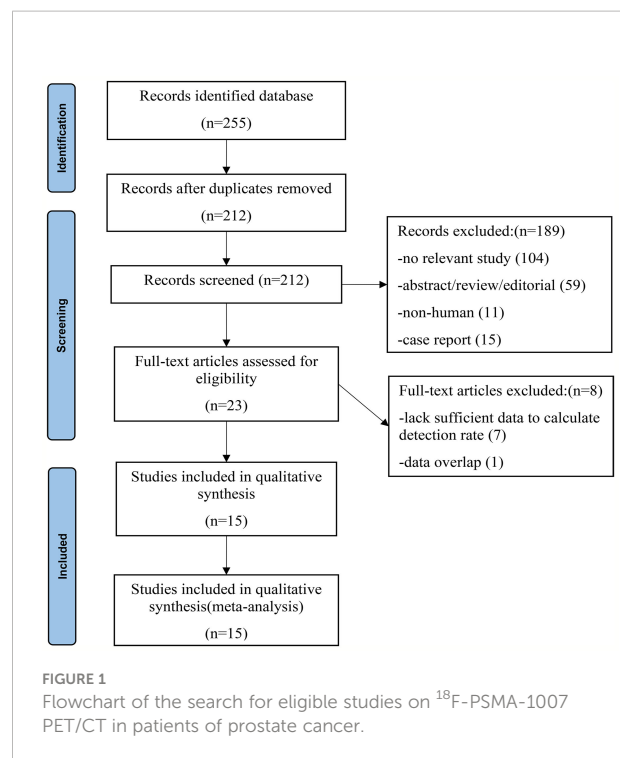 Identification
Records identified database
(n=255)
Records after duplicates removed
(n=212)
Screening
Records screened (n=212)
Records excluded:(n=189)
-no relevant study (104)
-abstract/review/editorial (59)
-non-human (11)
-case report (15)
Full-text articles assessed for
eligibility
(n=23)
Full-text articles excluded:(n=8)
-lack sufficient data to calculate
detection rate (7)
-data overlap (1)
Included
Studies included in qualitative
synthesis
(n=15)
Studies included in qualitative
synthesis(meta-analysis)
(n=15)
FIGURE 1
Flowchart of the search for eligible studies on ¹⁸F-PSMA-1007
PET/CT in patients of prostate cancer.